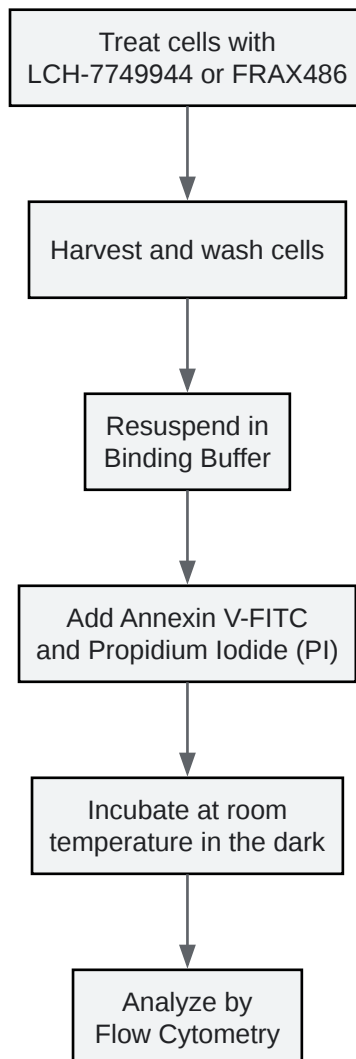 Treat cells with
LCH-7749944 or FRAX486
Harvest and wash cells
Resuspend in
Binding Buffer
Add Annexin V-FITC
and Propidium Iodide (PI)
Incubate at room
temperature in the dark
Analyze by
Flow Cytometry